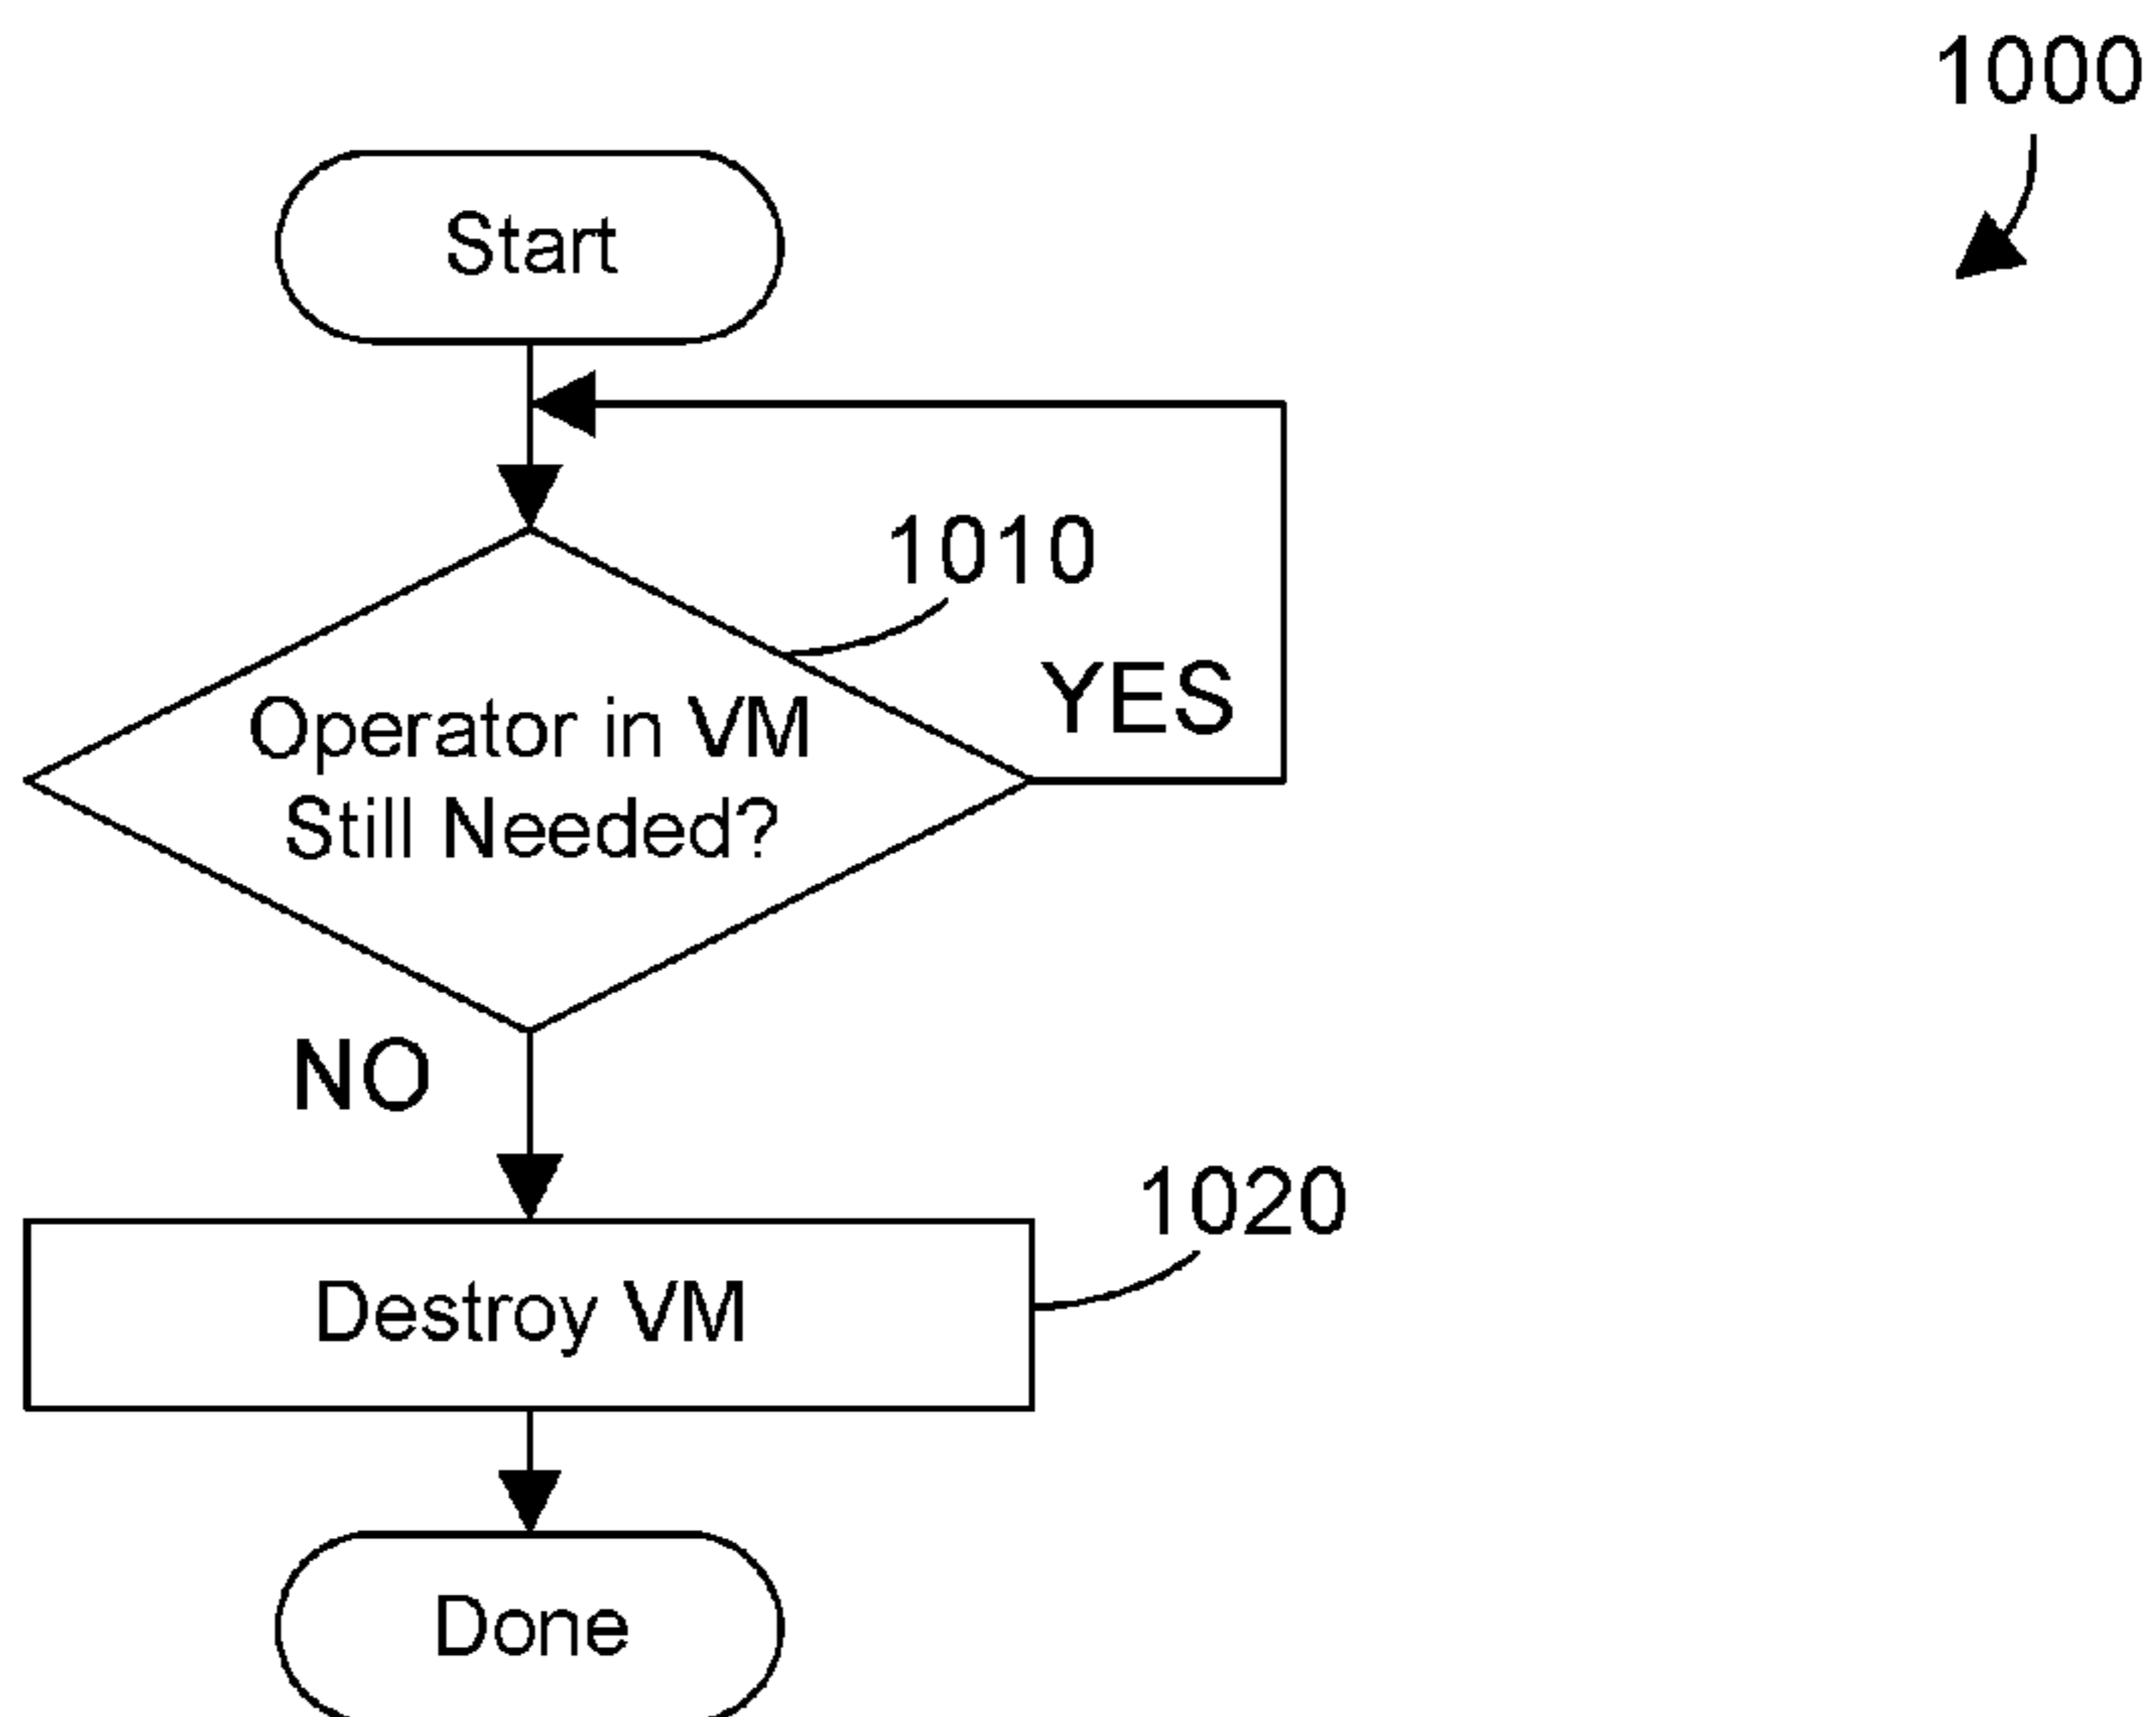 1000
Start
1010
YES
Operator in VM
Still Needed?
NO
1020
Destroy VM
Done